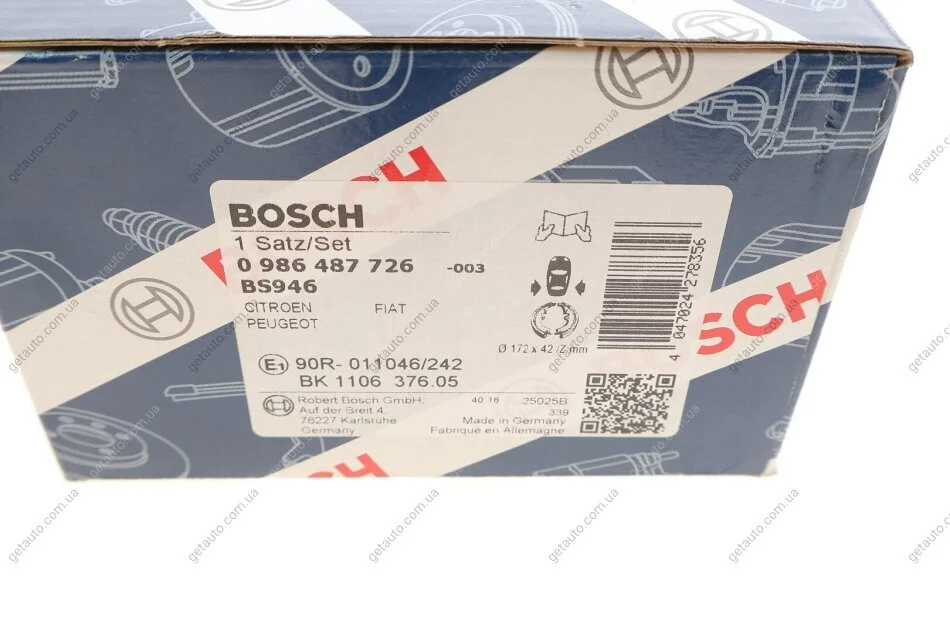 BOSCH
BOSCH
1 Satz/Set
0 986 487 726 -003
BS946
CITROEN FIAT
PEUGEOT
Ø 172 x 42 /Z mm
4 047024 278356
E1 90R- 011046/242
BK 1106 376.05
Robert Bosch GmbH,
Auf der Breit 4,
76227 Karlsruhe
Germany
40 16 25025B
339
Made in Germany
Fabriqué en Allemagne
BOSCH
getauto.com.ua